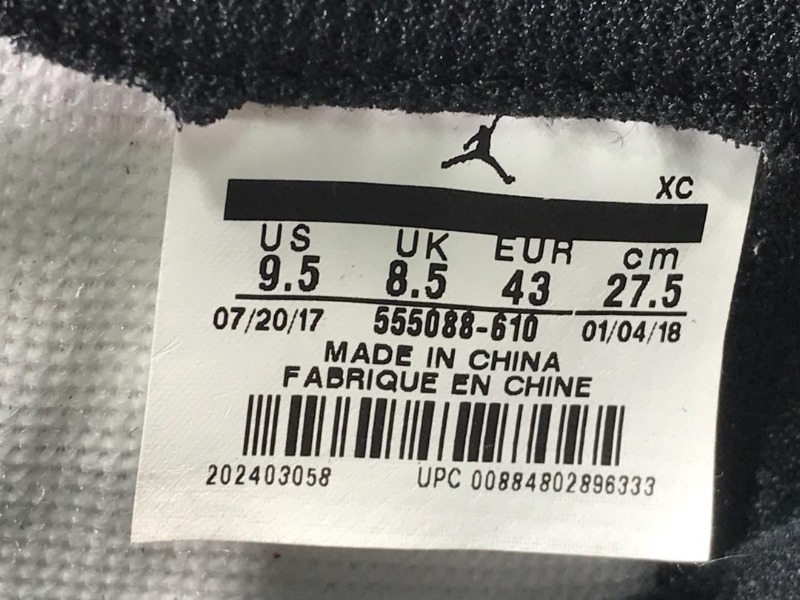 XC
US UK EUR cm
9.5 8.5 43 27.5
07/20/17 555088-610 01/04/18
MADE IN CHINA
FABRIQUE EN CHINE
202403058 UPC 00884802896333